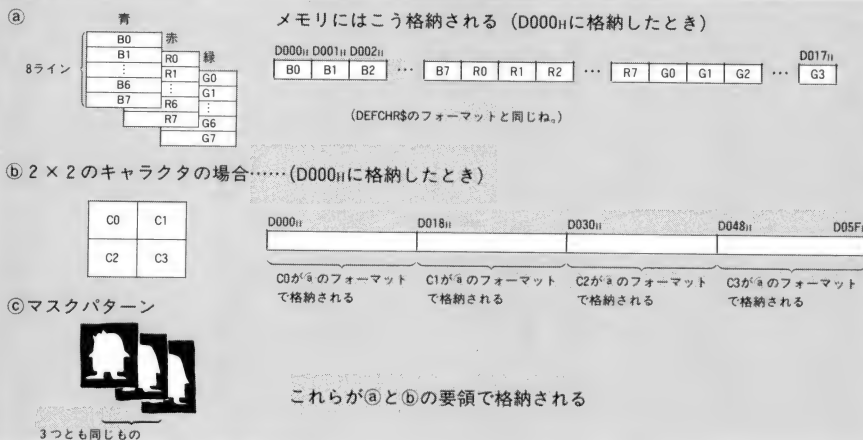 ⓐ
青
赤
緑
8ライン
B0
B1
⋮
B6
B7
R0
R1
⋮
R6
R7
G0
G1
⋮
G6
G7
メモリにはこう格納される (D000Hに格納したとき)
D000H D001H D002H
D017H
B0 B1 B2 … B7 R0 R1 R2 … R7 G0 G1 G2 … G3
(DEFCHR$のフォーマットと同じね。)
ⓑ 2×2のキャラクタの場合……(D000Hに格納したとき)
C0 C1
C2 C3
D000H D018H D030H D048H D05FH
C0がⓐのフォーマットで格納される
C1がⓐのフォーマットで格納される
C2がⓐのフォーマットで格納される
C3がⓐのフォーマットで格納される
ⓒマスクパターン
3つとも同じもの
これらがⓐとⓑの要領で格納される